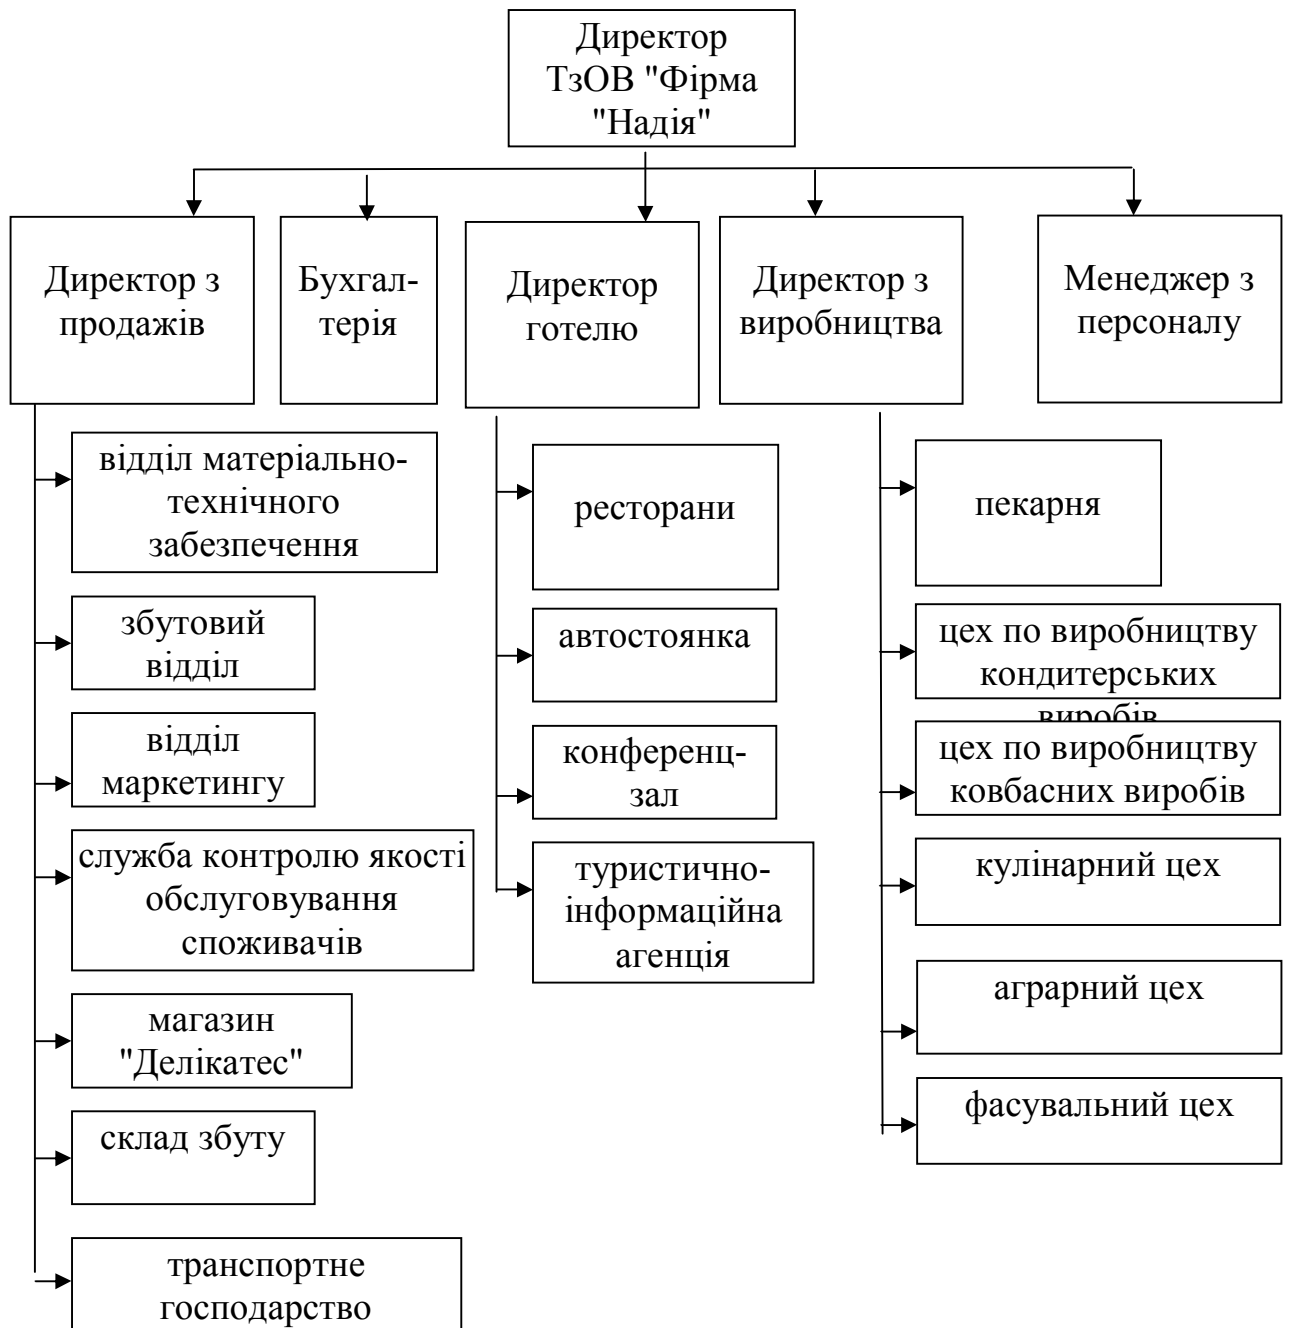 Директор
ТзОВ "Фірма
"Надія"
Директор з
продажів
Бухгал-
терія
Директор
готелю
Директор з
виробництва
Менеджер з
персоналу
відділ матеріально-
технічного
забезпечення
збутовий
відділ
відділ
маркетингу
служба контролю якості
обслуговування
споживачів
магазин
"Делікатес"
склад збуту
транспортне
господарство
ресторани
автостоянка
конференц-
зал
туристично-
інформаційна
агенція
пекарня
цех по виробництву
кондитерських
виробів
цех по виробництву
ковбасних виробів
кулінарний цех
аграрний цех
фасувальний цех